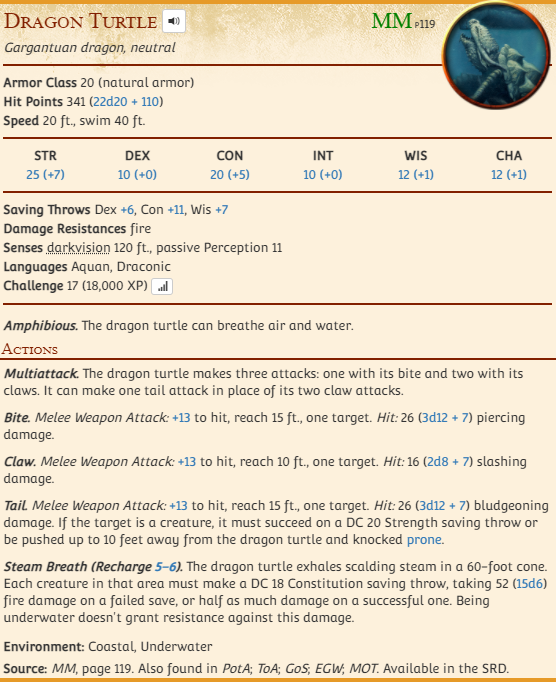 Dragon Turtle MM p119
Gargantuan dragon, neutral
Armor Class 20 (natural armor)
Hit Points 341 (22d20 + 110)
Speed 20 ft., swim 40 ft.
STR DEX CON INT WIS CHA
25 (+7) 10 (+0) 20 (+5) 10 (+0) 12 (+1) 12 (+1)
Saving Throws Dex +6, Con +11, Wis +7
Damage Resistances fire
Senses darkvision 120 ft., passive Perception 11
Languages Aquan, Draconic
Challenge 17 (18,000 XP)
Amphibious. The dragon turtle can breathe air and water.
Actions
Multiattack. The dragon turtle makes three attacks: one with its bite and two with its
claws. It can make one tail attack in place of its two claw attacks.
Bite. Melee Weapon Attack: +13 to hit, reach 15 ft., one target. Hit: 26 (3d12 + 7) piercing
damage.
Claw. Melee Weapon Attack: +13 to hit, reach 10 ft., one target. Hit: 16 (2d8 + 7) slashing
damage.
Tail. Melee Weapon Attack: +13 to hit, reach 15 ft., one target. Hit: 26 (3d12 + 7) bludgeoning
damage. If the target is a creature, it must succeed on a DC 20 Strength saving throw or
be pushed up to 10 feet away from the dragon turtle and knocked prone.
Steam Breath (Recharge 5–6). The dragon turtle exhales scalding steam in a 60-foot cone.
Each creature in that area must make a DC 18 Constitution saving throw, taking 52 (15d6)
fire damage on a failed save, or half as much damage on a successful one. Being
underwater doesn't grant resistance against this damage.
Environment: Coastal, Underwater
Source: MM, page 119. Also found in PotA; ToA; GoS; EGW; MOT. Available in the SRD.